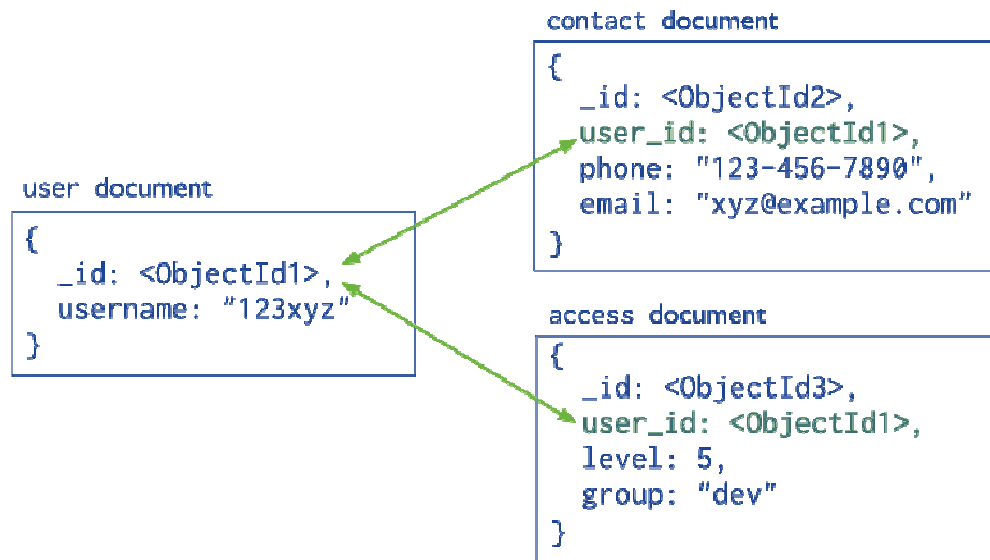 user document
{
_id: <ObjectId1>,
username: "123xyz"
}
contact document
{
_id: <ObjectId2>,
user_id: <ObjectId1>,
phone: "123-456-7890",
email: "xyz@example.com"
}
access document
{
_id: <ObjectId3>,
user_id: <ObjectId1>,
level: 5,
group: "dev"
}